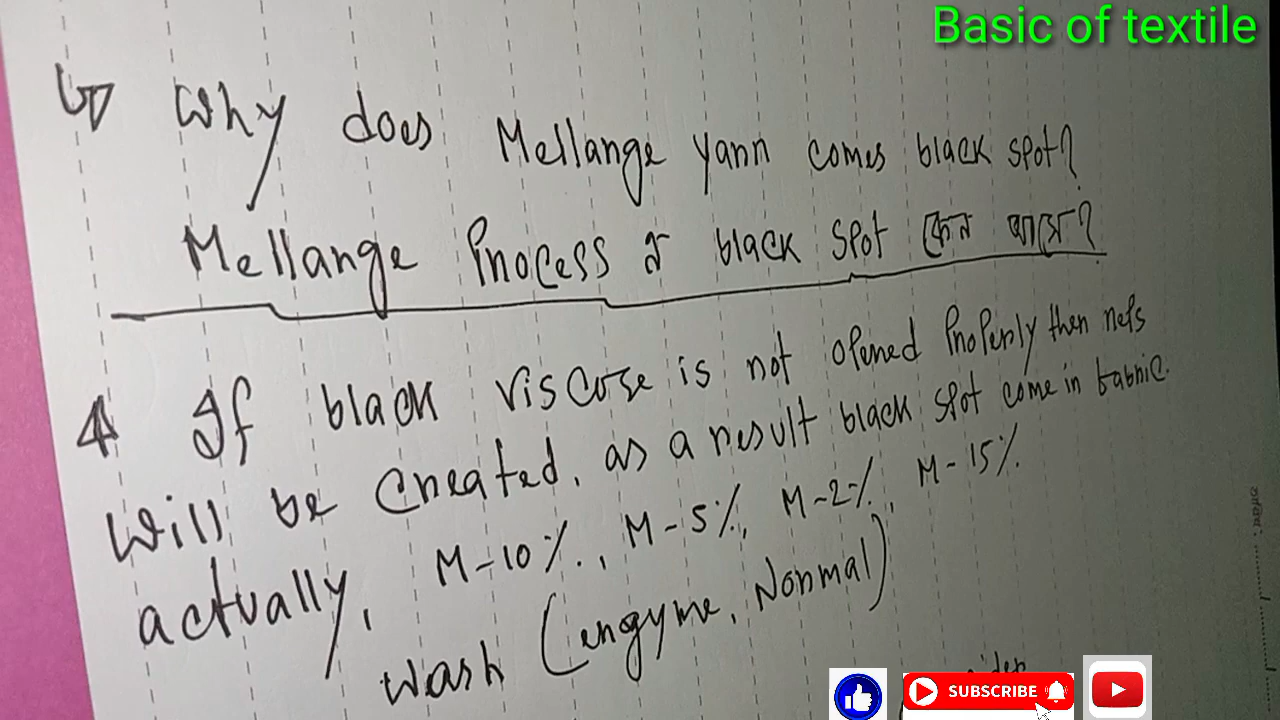 Basic of textile
Why does Mellange yarn comes black spot?
Mellange Process এ black spot কেন আসে?
If black viscose is not opened Properly then neps
will be created, as a result black spot come in fabric.
actually, M-10%., M-5%, M-2%., M-15%.
wash (engyme, Normal)
SUBSCRIBE